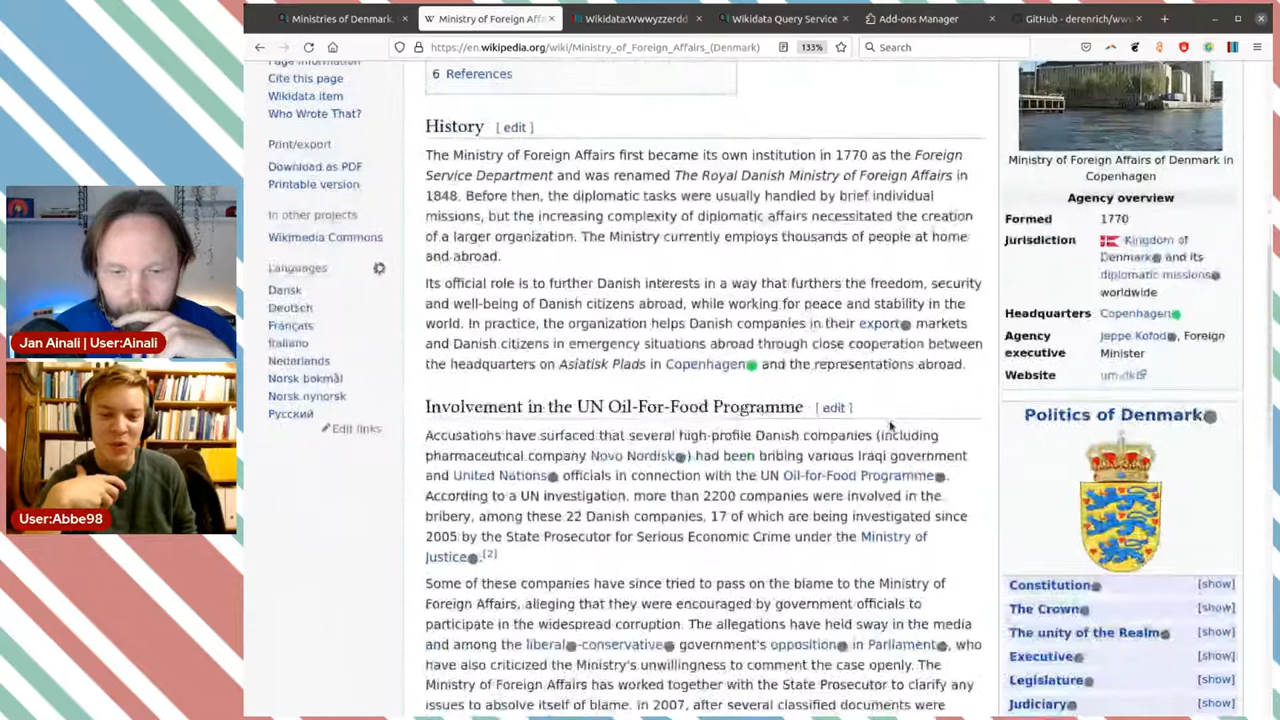 Ministries of Denmark,
Ministry of Foreign Affa
Wikidata:Wwwyzzerdd
Wikidata Query Service
Add-ons Manager
GitHub - derenrich/ww
https://en.wikipedia.org/wiki/Ministry_of_Foreign_Affairs_(Denmark)
133%
Search
Page information
Cite this page
Wikidata item
Who Wrote That?
Print/export
Download as PDF
Printable version
In other projects
Wikimedia Commons
Languages
Dansk
Deutsch
Français
Italiano
Nederlands
Norsk bokmål
Norsk nynorsk
Русский
Edit links
6 References
History [ edit ]
The Ministry of Foreign Affairs first became its own institution in 1770 as the Foreign
Service Department and was renamed The Royal Danish Ministry of Foreign Affairs in
1848. Before then, the diplomatic tasks were usually handled by brief individual
missions, but the increasing complexity of diplomatic affairs necessitated the creation
of a larger organization. The Ministry currently employs thousands of people at home
and abroad.
Its official role is to further Danish interests in a way that furthers the freedom, security
and well-being of Danish citizens abroad, while working for peace and stability in the
world. In practice, the organization helps Danish companies in their export markets
and Danish citizens in emergency situations abroad through close cooperation between
the headquarters on Asiatisk Plads in Copenhagen and the representations abroad.
Involvement in the UN Oil-For-Food Programme [ edit ]
Accusations have surfaced that several high-profile Danish companies (including
pharmaceutical company Novo Nordisk) had been bribing various Iraqi government
and United Nations officials in connection with the UN Oil-for-Food Programme.
According to a UN investigation, more than 2200 companies were involved in the
bribery, among these 22 Danish companies, 17 of which are being investigated since
2005 by the State Prosecutor for Serious Economic Crime under the Ministry of
Justice.[2]
Some of these companies have since tried to pass on the blame to the Ministry of
Foreign Affairs, alleging that they were encouraged by government officials to
participate in the widespread corruption. The allegations have held sway in the media
and among the liberal-conservative government's opposition in Parliament, who
have also criticized the Ministry's unwillingness to comment the case openly. The
Ministry of Foreign Affairs has worked together with the State Prosecutor to clarify any
issues to absolve itself of blame. In 2007, after several classified documents were
Ministry of Foreign Affairs of Denmark in
Copenhagen
Agency overview
Formed 1770
Jurisdiction Kingdom of
Denmark and its
diplomatic missions
worldwide
Headquarters Copenhagen
Agency Jeppe Kofod, Foreign
executive Minister
Website um.dk
Politics of Denmark
Constitution [show]
The Crown [show]
The unity of the Realm [show]
Executive [show]
Legislature [show]
Judiciary [show]
Jan Ainali | User:Ainali
User:Abbe98